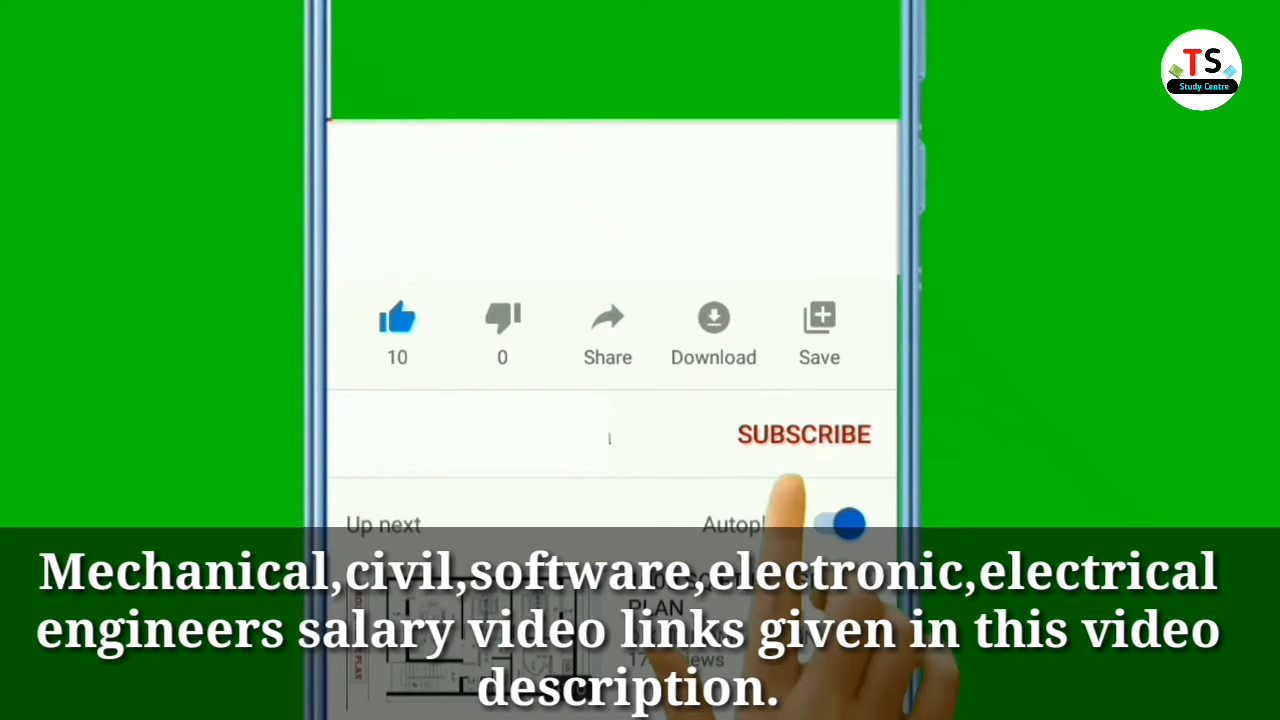 TS
Study Centre
10
0
Share
Download
Save
SUBSCRIBE
Up next
Mechanical,civil,software,electronic,electrical
PLAN
engineers salary video links given in this video
description.